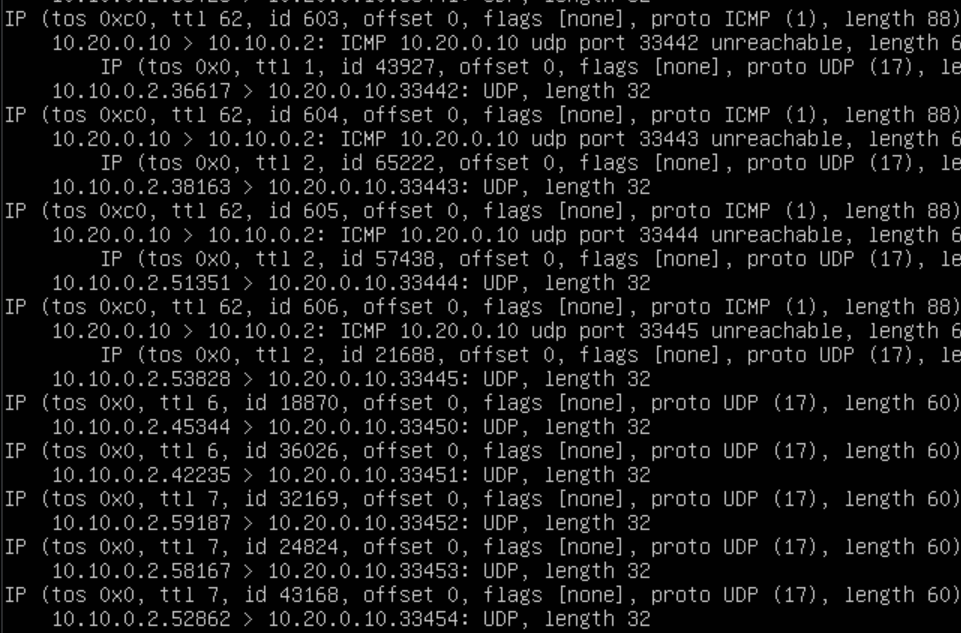 IP (tos 0xc0, ttl 62, id 603, offset 0, flags [none], proto ICMP (1), length 88)
10.20.0.10 > 10.10.0.2: ICMP 10.20.0.10 udp port 33442 unreachable, length 6
IP (tos 0x0, ttl 1, id 43927, offset 0, flags [none], proto UDP (17), le
10.10.0.2.36617 > 10.20.0.10.33442: UDP, length 32
IP (tos 0xc0, ttl 62, id 604, offset 0, flags [none], proto ICMP (1), length 88)
10.20.0.10 > 10.10.0.2: ICMP 10.20.0.10 udp port 33443 unreachable, length 6
IP (tos 0x0, ttl 2, id 65222, offset 0, flags [none], proto UDP (17), le
10.10.0.2.38163 > 10.20.0.10.33443: UDP, length 32
IP (tos 0xc0, ttl 62, id 605, offset 0, flags [none], proto ICMP (1), length 88)
10.20.0.10 > 10.10.0.2: ICMP 10.20.0.10 udp port 33444 unreachable, length 6
IP (tos 0x0, ttl 2, id 57438, offset 0, flags [none], proto UDP (17), le
10.10.0.2.51351 > 10.20.0.10.33444: UDP, length 32
IP (tos 0xc0, ttl 62, id 606, offset 0, flags [none], proto ICMP (1), length 88)
10.20.0.10 > 10.10.0.2: ICMP 10.20.0.10 udp port 33445 unreachable, length 6
IP (tos 0x0, ttl 2, id 21688, offset 0, flags [none], proto UDP (17), le
10.10.0.2.53828 > 10.20.0.10.33445: UDP, length 32
IP (tos 0x0, ttl 6, id 18870, offset 0, flags [none], proto UDP (17), length 60)
10.10.0.2.45344 > 10.20.0.10.33450: UDP, length 32
IP (tos 0x0, ttl 6, id 36026, offset 0, flags [none], proto UDP (17), length 60)
10.10.0.2.42235 > 10.20.0.10.33451: UDP, length 32
IP (tos 0x0, ttl 7, id 32169, offset 0, flags [none], proto UDP (17), length 60)
10.10.0.2.59187 > 10.20.0.10.33452: UDP, length 32
IP (tos 0x0, ttl 7, id 24824, offset 0, flags [none], proto UDP (17), length 60)
10.10.0.2.58167 > 10.20.0.10.33453: UDP, length 32
IP (tos 0x0, ttl 7, id 43168, offset 0, flags [none], proto UDP (17), length 60)
10.10.0.2.52862 > 10.20.0.10.33454: UDP, length 32